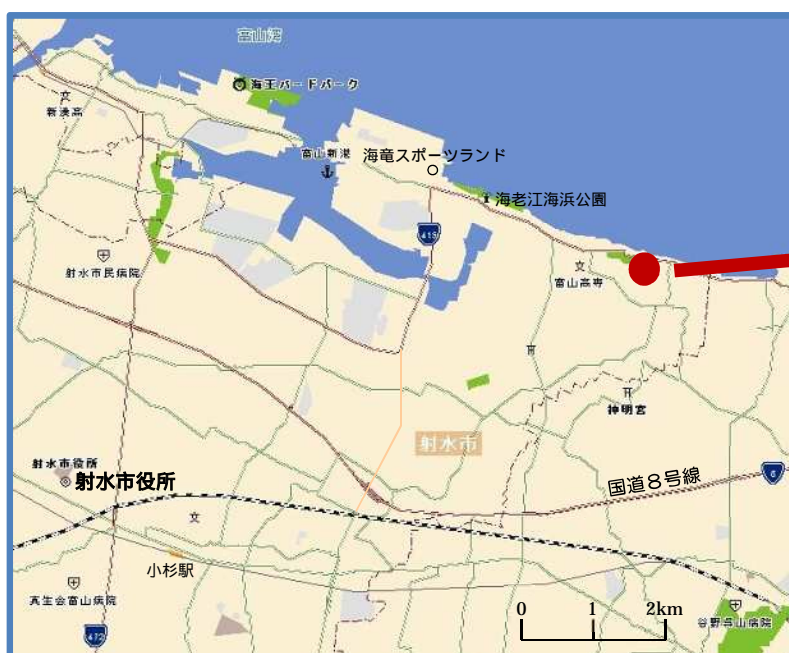 富山湾
海王バードパーク
新湊高
富山新港
海竜スポーツランド
海老江海浜公園
415
射水市民病院
富山高専
神明宮
射水市
射水市役所
射水市役所
国道８号線
8
小杉駅
0 1 2km
真生会富山病院
谷野呉山病院
472